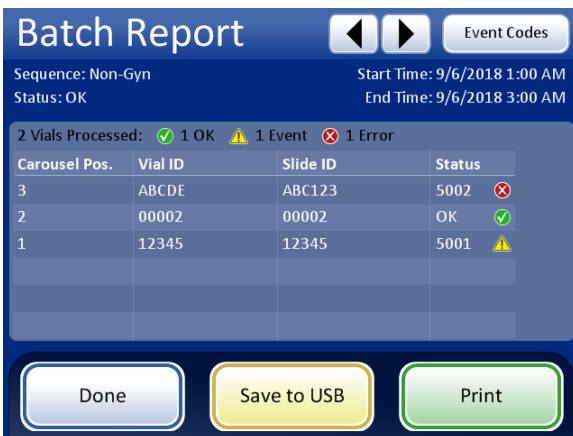 Batch Report
Event Codes
Sequence: Non-Gyn
Start Time: 9/6/2018 1:00 AM
Status: OK
End Time: 9/6/2018 3:00 AM
2 Vials Processed: 1 OK 1 Event 1 Error
Carousel Pos. Vial ID Slide ID Status
3 ABCDE ABC123 5002
2 00002 00002 OK
1 12345 12345 5001
Done Save to USB Print